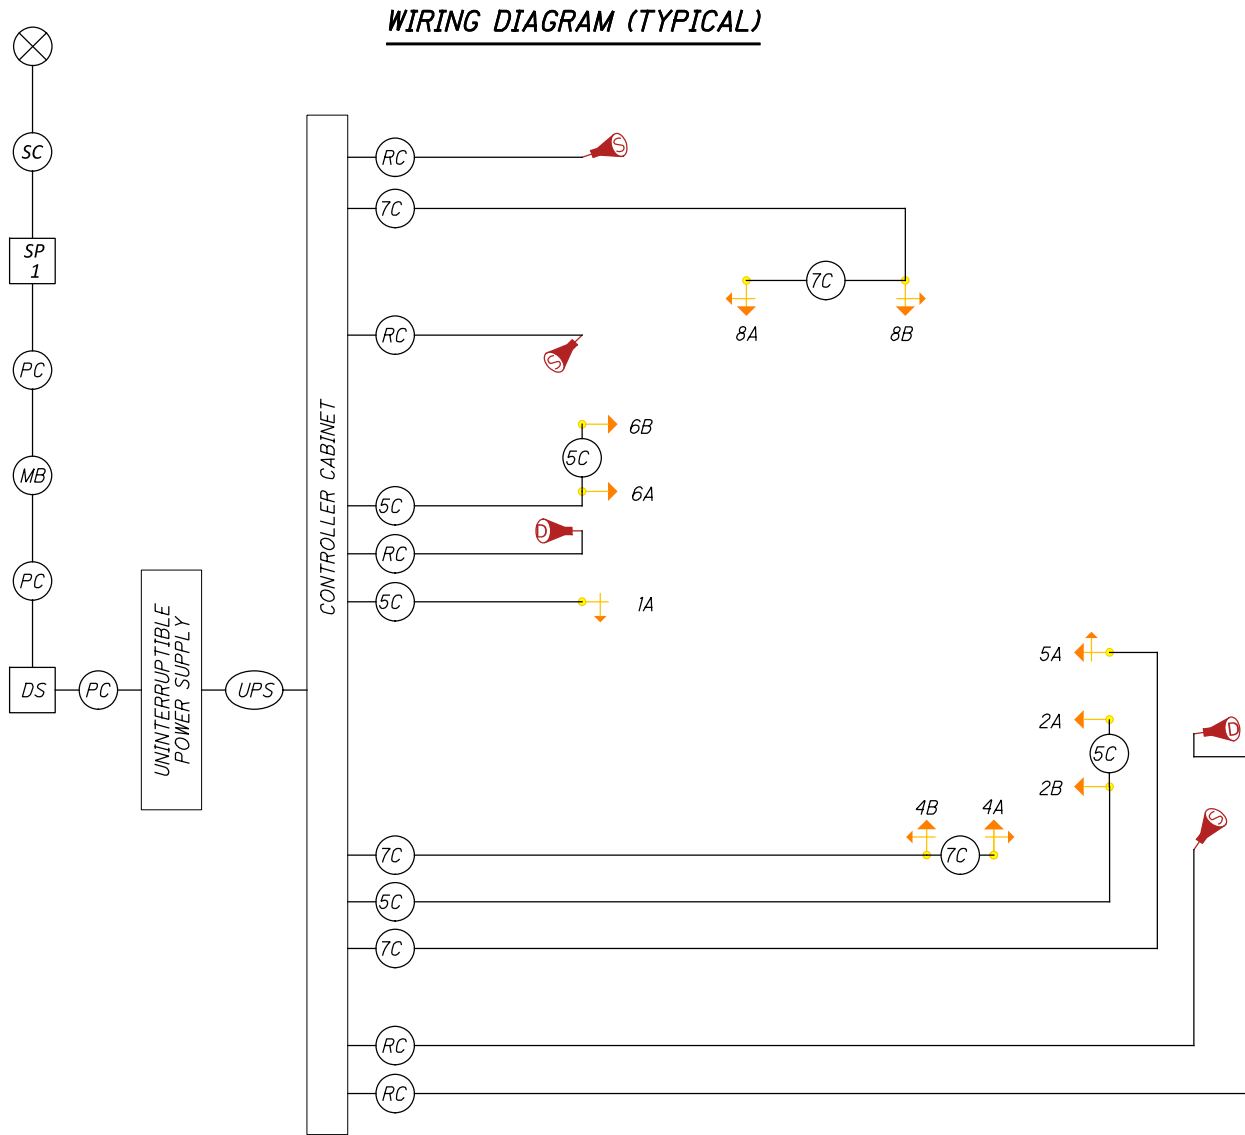 WIRING DIAGRAM (TYPICAL)
SC
SP
1
PC
MB
PC
DS
PC
UNINTERRUPTIBLE
POWER SUPPLY
UPS
CONTROLLER CABINET
RC
S
7C
7C
8A
8B
RC
S
6B
5C
6A
5C
D
RC
5C
1A
5A
2A
5C
2B
D
S
4B
4A
7C
7C
5C
7C
RC
RC